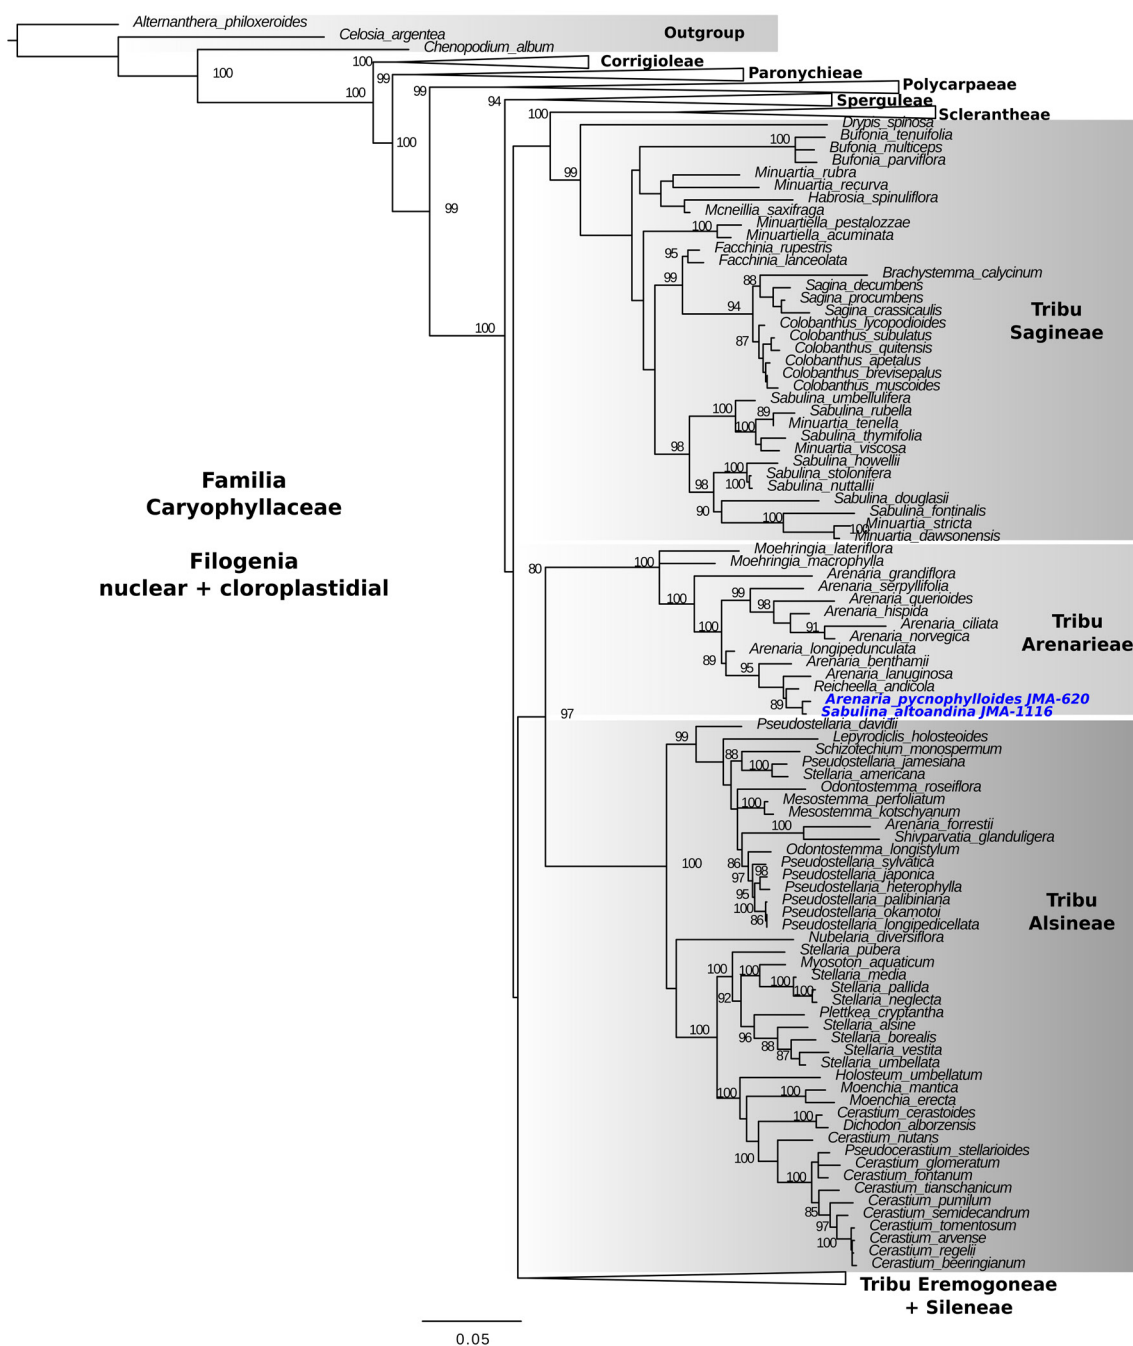 Alternanthera_philoxeroides
Celosia_argentea
Outgroup
Chenopodium_album
100
Corrigioleae
100
Paronychieae
99
100
Polycarpaeae
99
100
Sperguleae
94
Sclerantheae
100
100
99
100
Drypis_spinosa
Bufonia_tenuifolia
100
Bufonia_multiceps
Bufonia_parviflora
99
Minuartia_rubra
Minuartia_recurva
Habrosia_spinuliflora
Mcneillia_saxifraga
Minuartiella_pestalozzae
100
Minuartiella_acuminata
Facchinia_rupestris
95
Facchinia_lanceolata
99
Brachystemma_calycinum
88
Sagina_decumbens
Sagina_procumbens
94
Sagina_crassicaulis
Tribu
Sagineae
Colobanthus_lycopodioides
Colobanthus_subulatus
87
Colobanthus_quitensis
Colobanthus_apetalus
Colobanthus_brevisepalus
Colobanthus_muscoides
Sabulina_umbellulifera
100
Sabulina_rubella
89
Minuartia_tenella
100
Sabulina_thymifolia
98
Minuartia_viscosa
Sabulina_howellii
100
Sabulina_stolonifera
98
100
Sabulina_nuttallii
Sabulina_douglasii
90
Sabulina_fontinalis
100
Minuartia_stricta
100
Minuartia_dawsonensis
Familia
Caryophyllaceae
Filogenia
nuclear + cloroplastidial
80
Moehringia_lateriflora
100
Moehringia_macrophylla
Arenaria_grandiflora
100
Arenaria_serpyllifolia
99
Arenaria_querioides
98
Arenaria_hispida
100
91
Arenaria_ciliata
Arenaria_norvegica
Tribu
Arenarieae
Arenaria_longipedunculata
89
Arenaria_benthamii
95
Arenaria_lanuginosa
Reicheella_andicola
89
Arenaria_pycnophylloides JMA-620
Sabulina_altoandina JMA-1116
97
Pseudostellaria_davidii
99
Lepyrodiclis_holosteoides
88
Schizotechium_monospermum
100
Pseudostellaria_jamesiana
Stellaria_americana
Odontostemma_roseiflora
100
Mesostemma_perfoliatum
Mesostemma_kotschyanum
100
Arenaria_forrestii
Shivparvatia_glanduligera
Odontostemma_longistylum
100
86
Pseudostellaria_sylvatica
97
98
Pseudostellaria_japonica
95
Pseudostellaria_heterophylla
Pseudostellaria_palibiniana
100
Pseudostellaria_okamotoi
86
Pseudostellaria_longipedicellata
Tribu
Alsineae
Nubelaria_diversiflora
Stellaria_pubera
Myosoton_aquaticum
100
100
Stellaria_media
100
Stellaria_pallida
100
92
Stellaria_neglecta
Plettkea_cryptantha
Stellaria_alsine
100
96
Stellaria_borealis
88
Stellaria_vestita
87
Stellaria_umbellata
Holosteum_umbellatum
100
100
Moenchia_mantica
Moenchia_erecta
100
Cerastium_cerastoides
Dichodon_alborzensis
Cerastium_nutans
100
Pseudocerastium_stellarioides
Cerastium_glomeratum
100
Cerastium_fontanum
Cerastium_tianschanicum
Cerastium_pumilum
85
Cerastium_semidecandrum
97
Cerastium_tomentosum
100
Cerastium_arvense
Cerastium_regelii
Cerastium_beeringianum
Tribu Eremogoneae
+ Sileneae
0.05